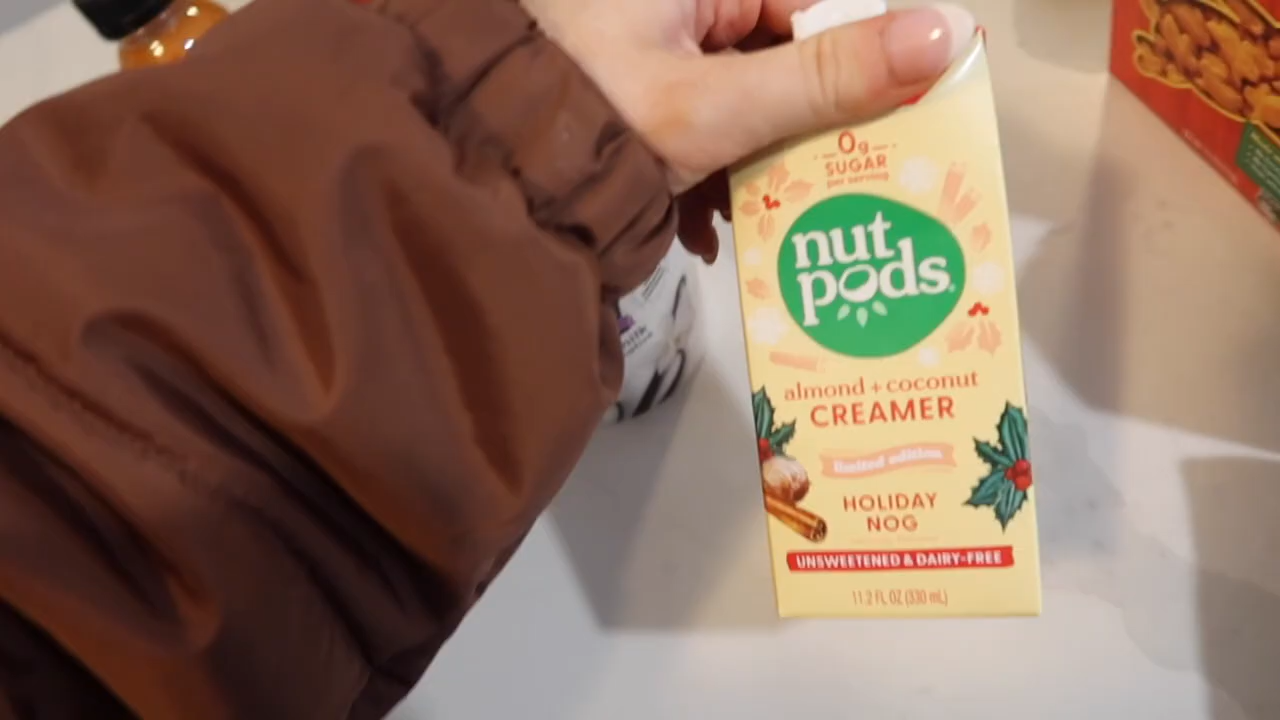 0g
SUGAR
per serving
nut
pods
almond + coconut
CREAMER
limited edition
HOLIDAY
NOG
UNSWEETENED & DAIRY-FREE
11.2 FL OZ (330 mL)